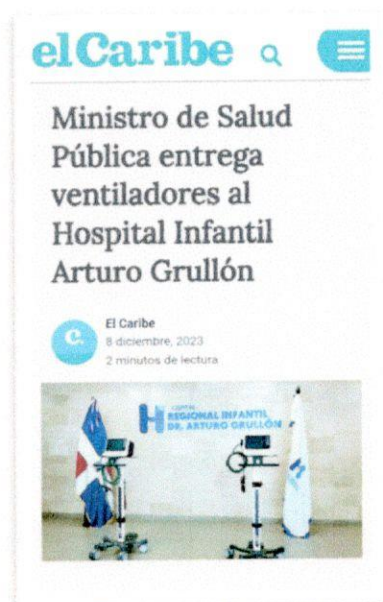 elCaribe
Ministro de Salud
Pública entrega
ventiladores al
Hospital Infantil
Arturo Grullón
c.
El Caribe
8 diciembre, 2023
2 minutos de lectura
HOSPITAL
REGIONAL INFANTIL
DR. ARTURO GRULLÓN